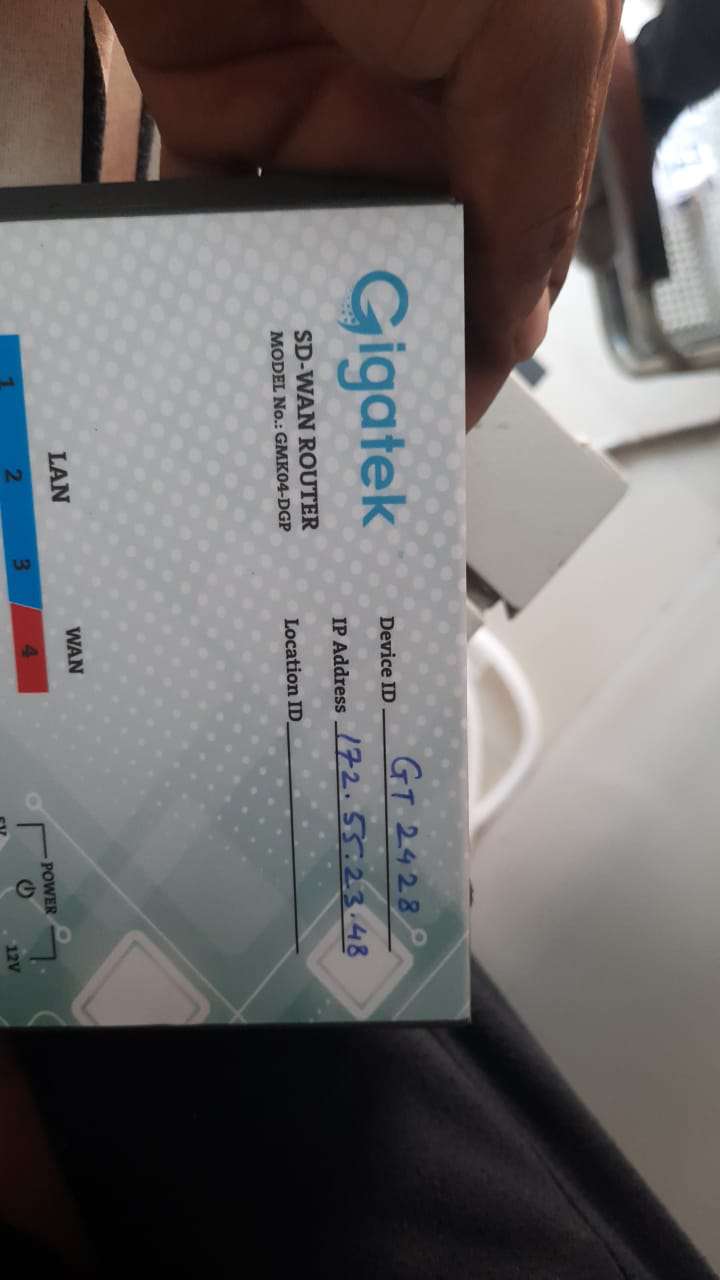 Gigatek
SD-WAN ROUTER
MODEL No.: GMK04-DGP
Device ID GT 2428
IP Address 172.55.23.48
Location ID
LAN
WAN
1 2 3 4
POWER
12V